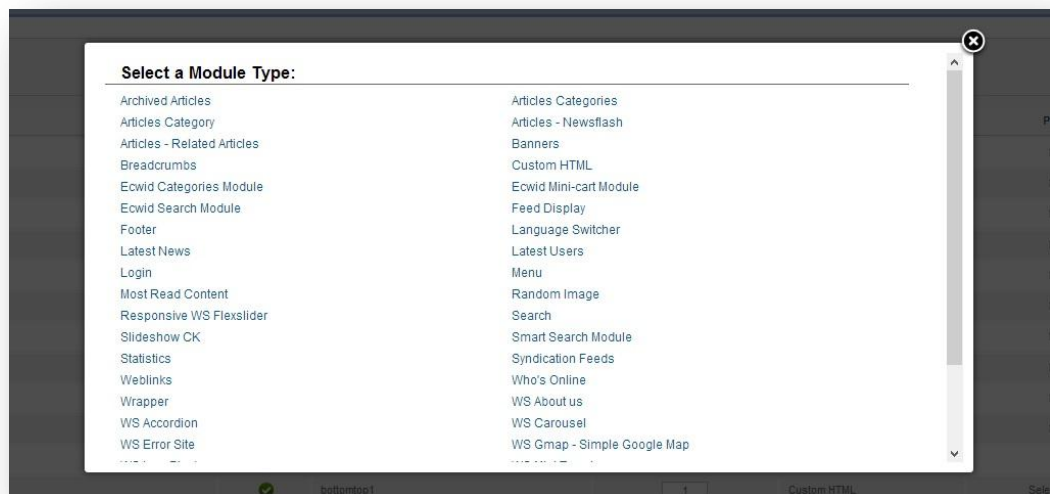 Select a Module Type:
Archived Articles Articles Categories
Articles Category Articles - Newsflash
Articles - Related Articles Banners
Breadcrumbs Custom HTML
Ecwid Categories Module Ecwid Mini-cart Module
Ecwid Search Module Feed Display
Footer Language Switcher
Latest News Latest Users
Login Menu
Most Read Content Random Image
Responsive WS Flexslider Search
Slideshow CK Smart Search Module
Statistics Syndication Feeds
Weblinks Who's Online
Wrapper WS About us
WS Accordion WS Carousel
WS Error Site WS Gmap - Simple Google Map
bottomtop1 1 Custom HTML